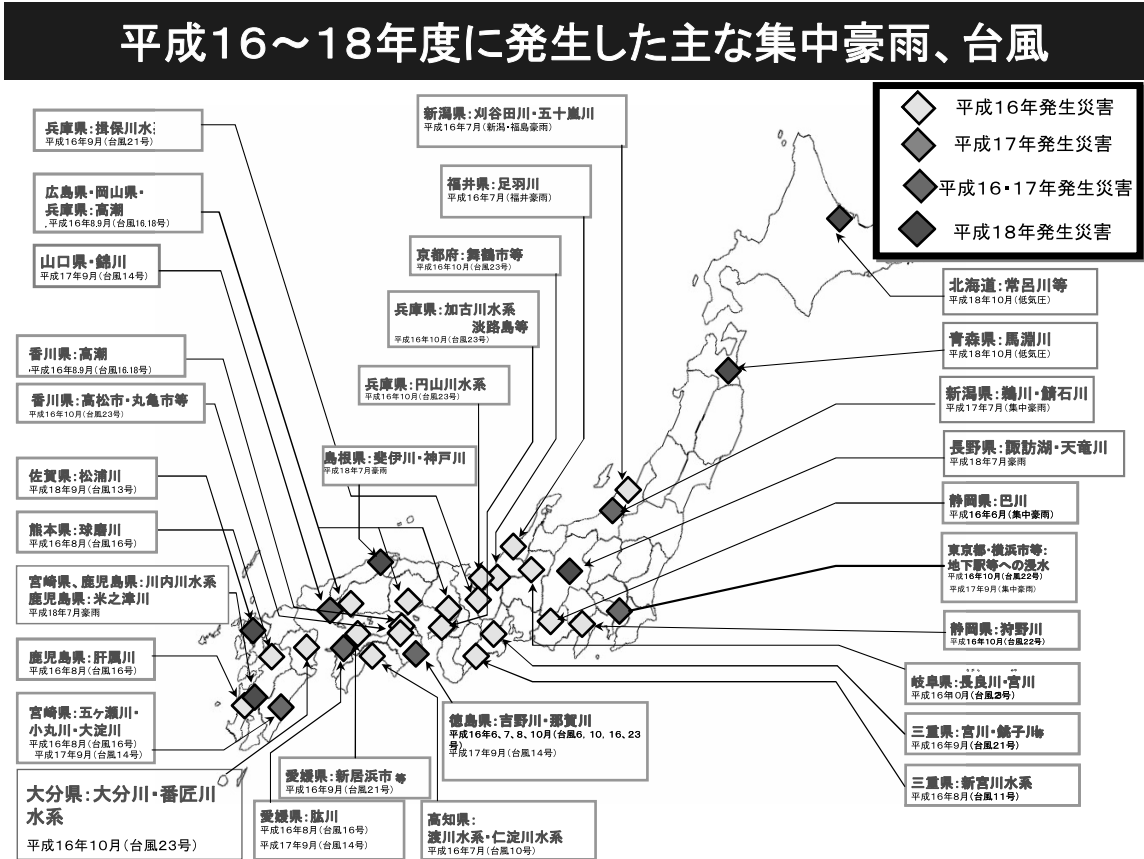 平成16～18年度に発生した主な集中豪雨、台風
平成16年発生災害
平成17年発生災害
平成16・17年発生災害
平成18年発生災害
兵庫県：揖保川水
平成16年9月（台風21号）
広島県・岡山県・
兵庫県：高潮
平成16年8.9月（台風16.18号）
山口県・錦川
平成17年9月（台風14号）
香川県：高潮
平成16年8.9月（台風16.18号）
香川県：高松市・丸亀市等
平成16年10月（台風23号）
佐賀県：松浦川
平成18年9月（台風13号）
熊本県：球磨川
平成16年8月（台風16号）
宮崎県、鹿児島県：川内川水系
鹿児島県：米之津川
平成18年7月豪雨
鹿児島県：肝属川
平成16年8月（台風16号）
宮崎県：五ヶ瀬川・
小丸川・大淀川
平成16年8月（台風16号）
平成17年9月（台風14号）
大分県：大分川・番匠川
水系
平成16年10月（台風23号）
新潟県：刈谷田川・五十嵐川
平成16年7月（新潟・福島豪雨）
福井県：足羽川
平成16年7月（福井豪雨）
京都府：舞鶴市等
平成16年10月（台風23号）
兵庫県：加古川水系
淡路島等
平成16年10月（台風23号）
兵庫県：円山川水系
平成16年10月（台風23号）
島根県：斐伊川・神戸川
平成18年7月豪雨
愛媛県：新居浜市等
平成16年9月（台風21号）
愛媛県：肱川
平成16年8月（台風16号）
平成17年9月（台風14号）
高知県：
渡川水系・仁淀川水系
平成16年7月（台風10号）
徳島県：吉野川・那賀川
平成16年6、7、8、10月（台風6，10，16、23
号）
平成17年9月（台風14号）
北海道：常呂川等
平成18年10月（低気圧）
青森県：馬淵川
平成18年10月（低気圧）
新潟県：鵜川・鯖石川
平成17年7月（集中豪雨）
長野県：諏訪湖・天竜川
平成18年7月豪雨
静岡県：巴川
平成16年6月（集中豪雨）
東京都・横浜市等：
地下駅等への浸水
平成16年10月（台風22号）
平成17年9月（集中豪雨）
静岡県：狩野川
平成16年10月（台風22号）
岐阜県：長良川・宮川
三重県：宮川・銚子川等
平成16年9月（台風21号）
三重県：新宮川水系
平成16年8月（台風11号）